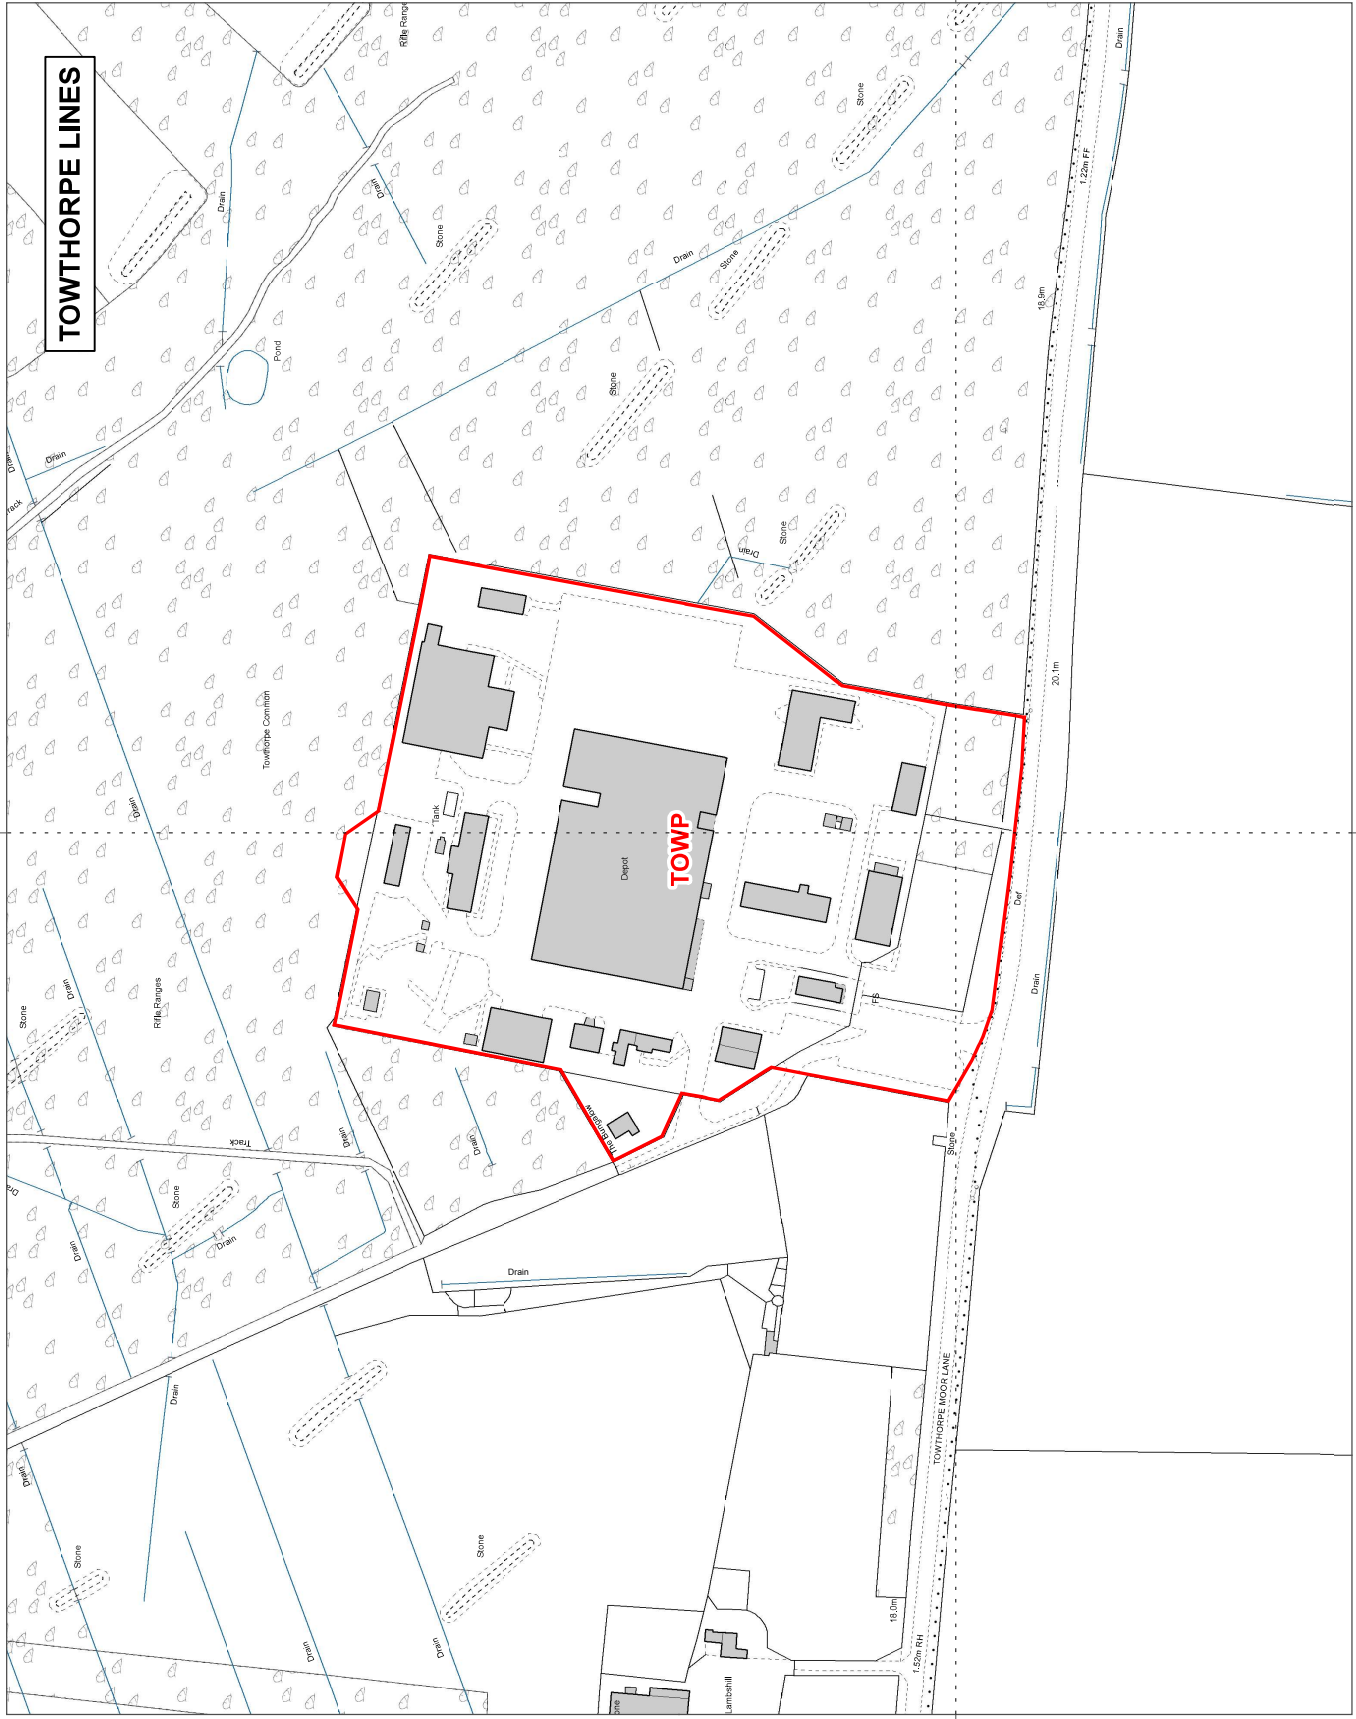 TOWTHORPE LINES
Rifle Range
Drain
Drain
Drain
Stone
Stone
1.22m FF
Drain
Stone
18.9m
Pond
Stone
Drain
Drain
rack
Stone
Drain
Towthorpe Common
20.1m
Drain
Tank
Depot
TOWP
Def
Stone
Drain
Rifle Ranges
FS
Drain
The Bungalow
Track
Drain
Drain
Stone
Stone
Drain
Drain
Drain
Drain
TOWTHORPE MOOR LANE
Drain
Stone
Stone
18.0m
Drain
Drain
1.52m RH
Lambshill
one